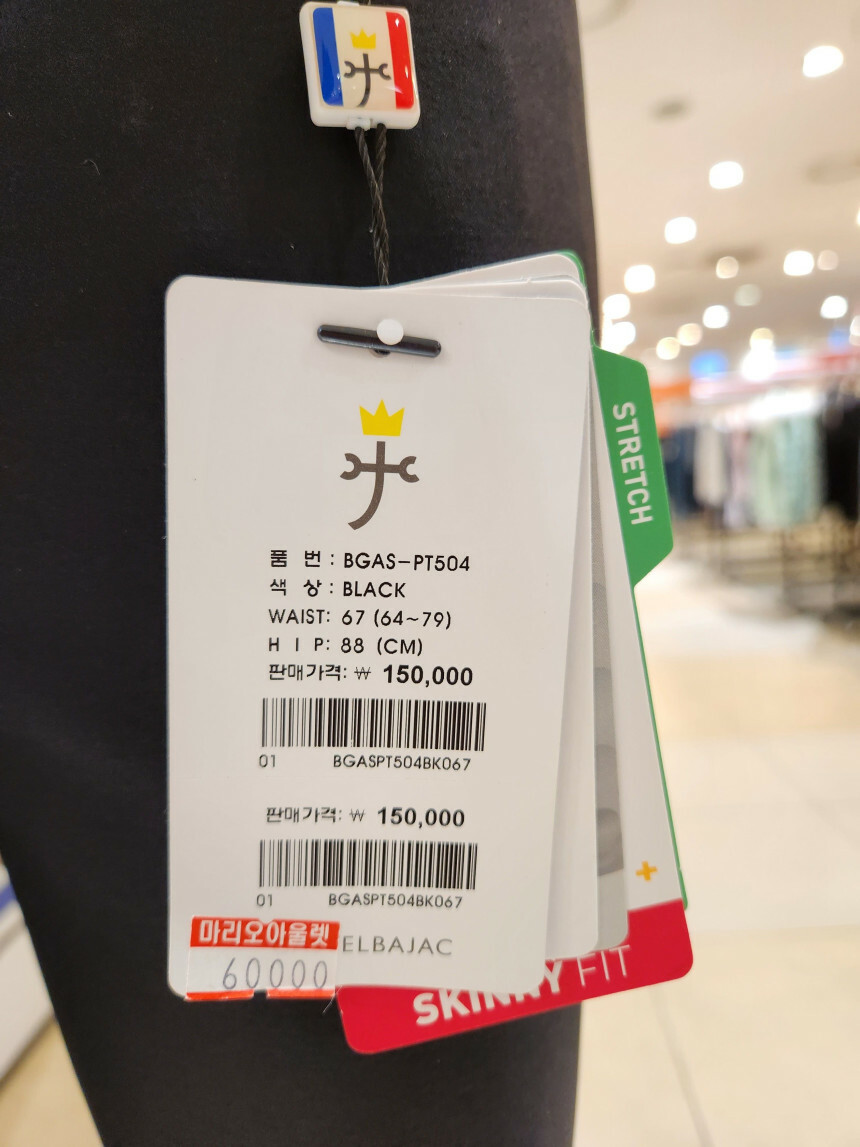 STRETCH
품 번 : BGAS-PT504
색 상 : BLACK
WAIST: 67 (64~79)
H I P: 88 (CM)
판매가격: ₩ 150,000
01 BGASPT504BK067
판매가격: ₩ 150,000
01 BGASPT504BK067
마리오아울렛
ELBAJAC
60000
SKINNY FIT